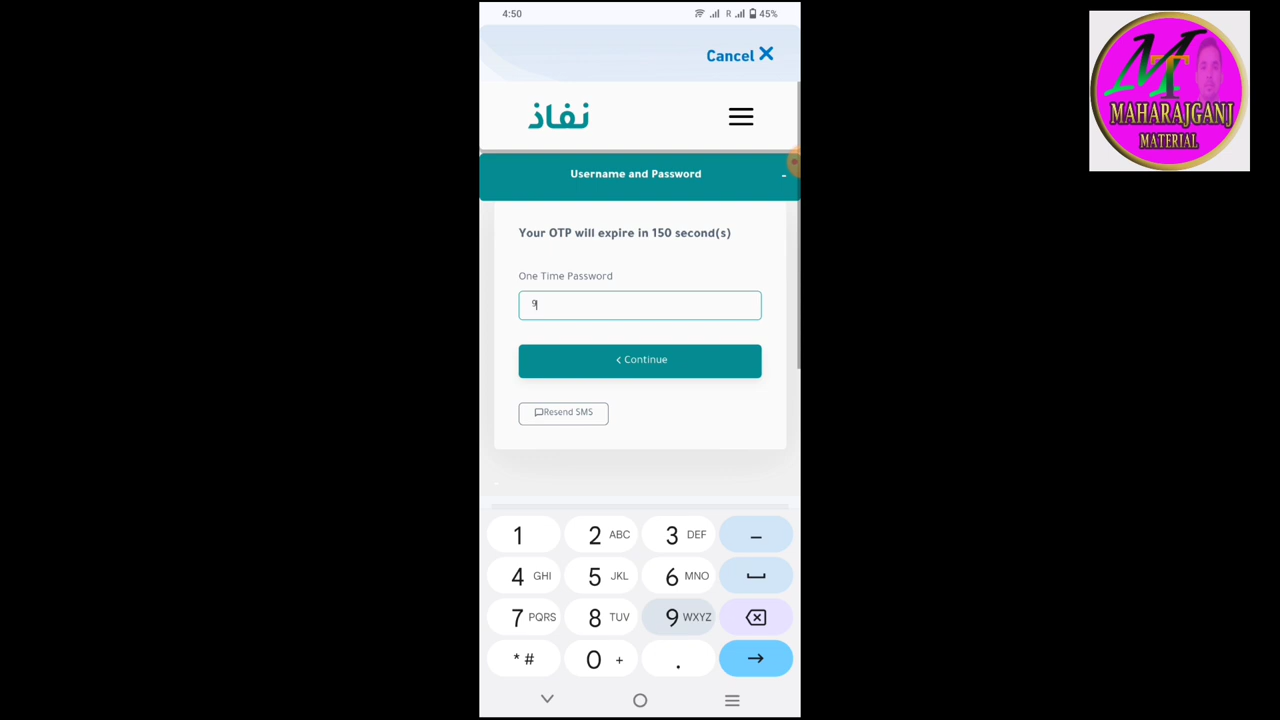 4:50
R
45%
Cancel
نفاذ
Username and Password
-
Your OTP will expire in 150 second(s)
One Time Password
9
< Continue
Resend SMS
1
2 ABC
3 DEF
-
4 GHI
5 JKL
6 MNO
7 PQRS
8 TUV
9 WXYZ
* #
0 +
.
MT
MAHARAJGANJ
MATERIAL